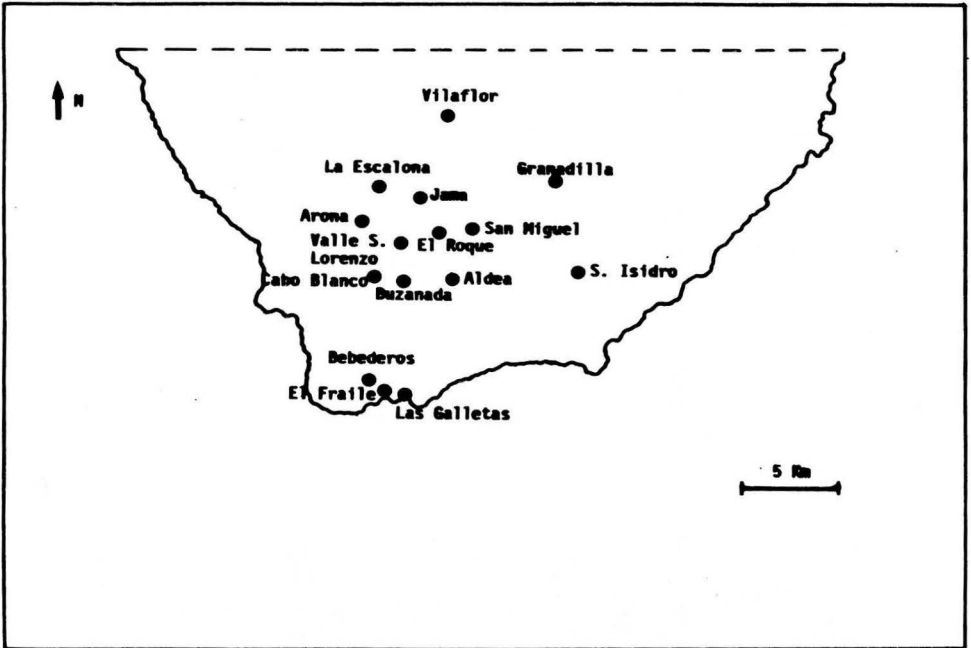 N
Vilaflor
La Escalona
Granadilla
Jama
Arona
San Miguel
Valle S.
Lorenzo
El Roque
S. Isidro
Cabo Blanco
Aldea
Buzanada
Bebederos
El Fraile
Las Galletas
5 Km